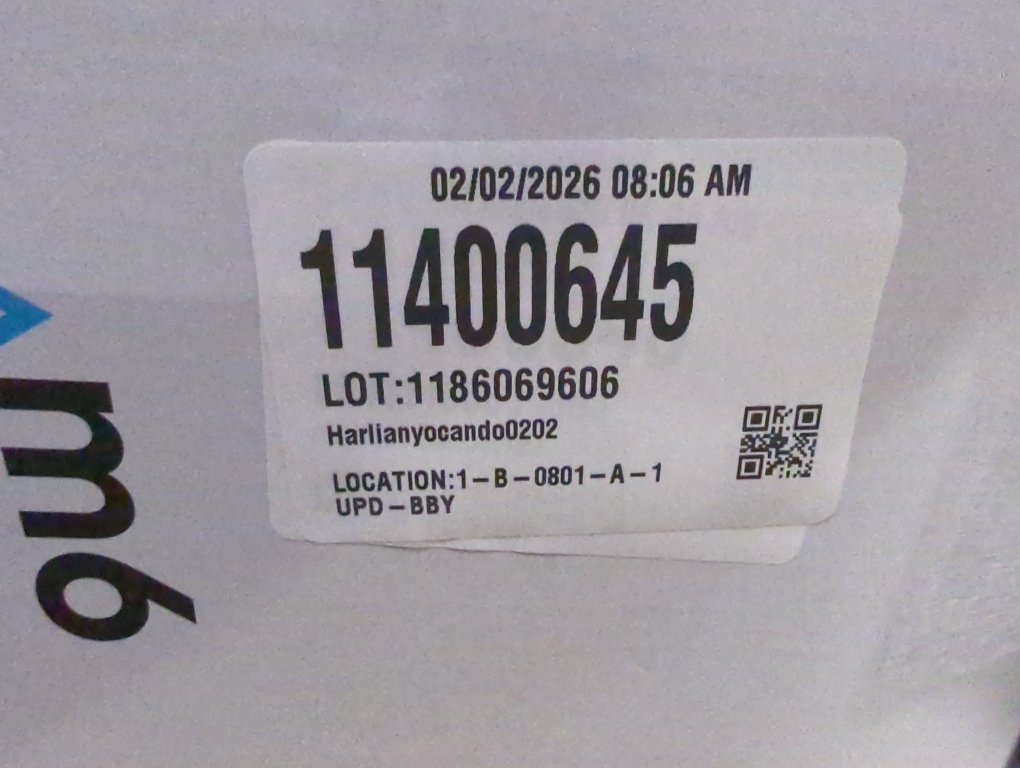 02/02/2026 08:06 AM
11400645
LOT:1186069606
Harlianyocando0202
LOCATION:1-B-0801-A-1
UPD-BBY